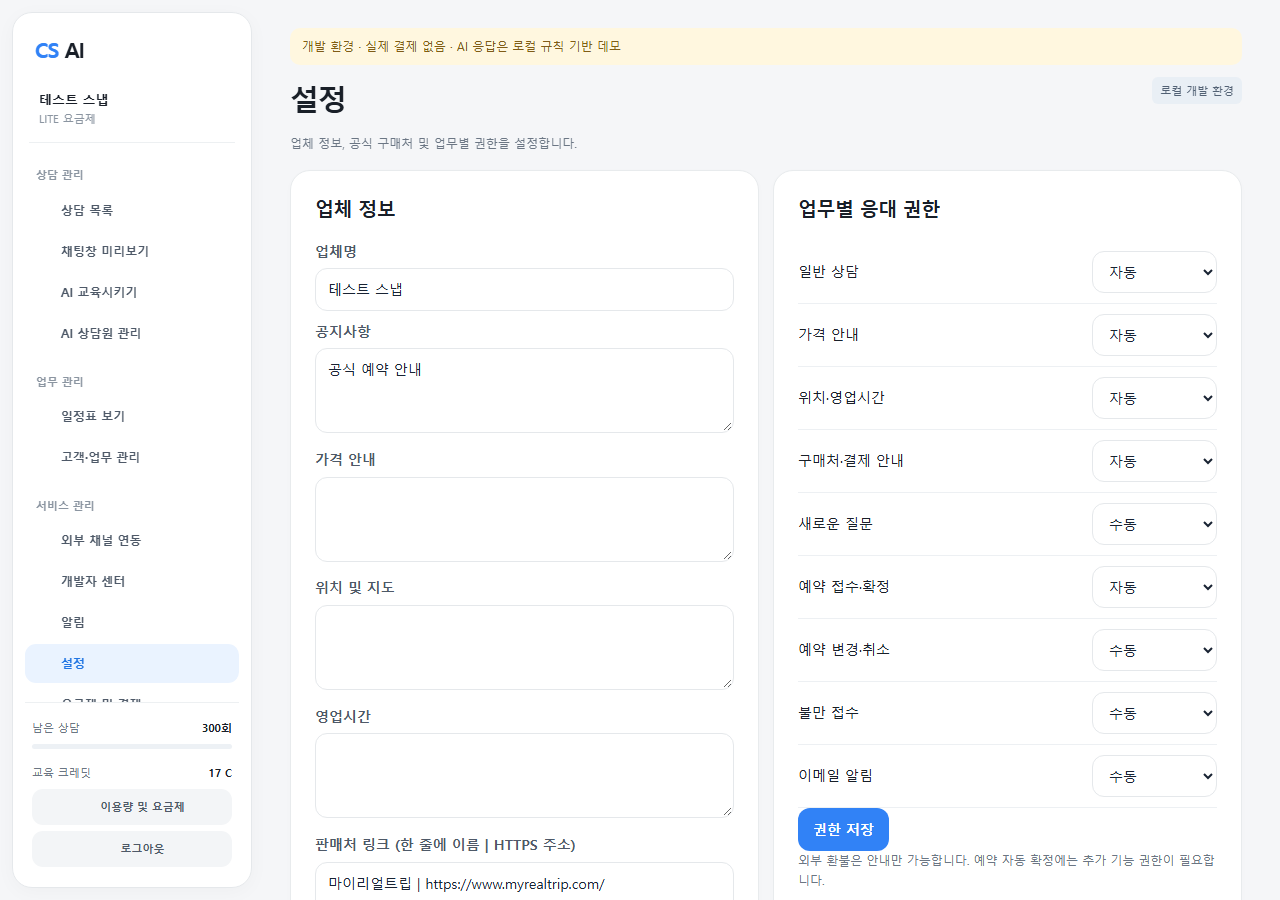 CS AI
테스트 스냅
LITE 요금제
상담 관리
상담 목록
채팅창 미리보기
AI 교육시키기
AI 상담원 관리
업무 관리
일정표 보기
고객·업무 관리
서비스 관리
외부 채널 연동
개발자 센터
알림
설정
남은 상담 300회
교육 크레딧 17 C
이용량 및 요금제
로그아웃
개발 환경 · 실제 결제 없음 · AI 응답은 로컬 규칙 기반 데모
설정
로컬 개발 환경
업체 정보, 공식 구매처 및 업무별 권한을 설정합니다.
업체 정보
업체명
테스트 스냅
공지사항
공식 예약 안내
가격 안내
위치 및 지도
영업시간
판매처 링크 (한 줄에 이름 | HTTPS 주소)
마이리얼트립 | https://www.myrealtrip.com/
업무별 응대 권한
일반 상담 자동
가격 안내 자동
위치·영업시간 자동
구매처·결제 안내 자동
새로운 질문 수동
예약 접수·확정 자동
예약 변경·취소 수동
불만 접수 수동
이메일 알림 수동
권한 저장
외부 환불은 안내만 가능합니다. 예약 자동 확정에는 추가 기능 권한이 필요합
니다.